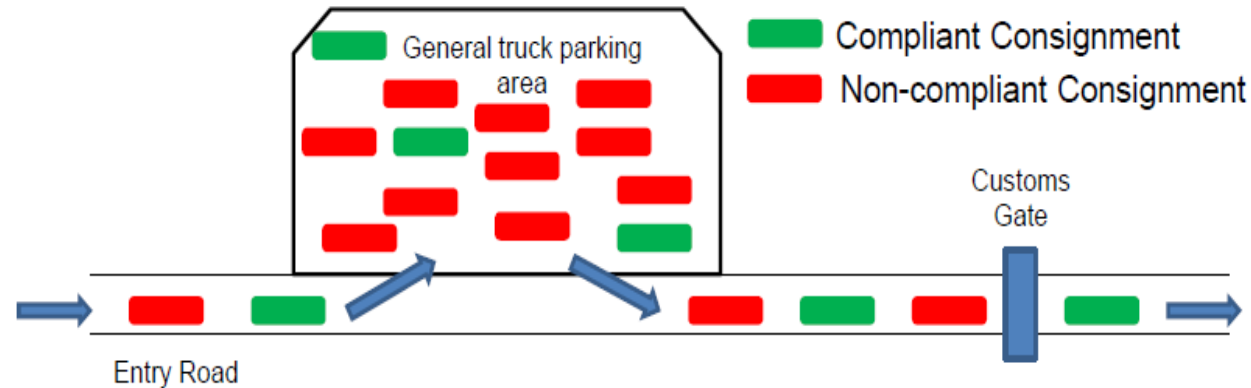 General truck parking
area
Compliant Consignment
Non-compliant Consignment
Customs
Gate
Entry Road